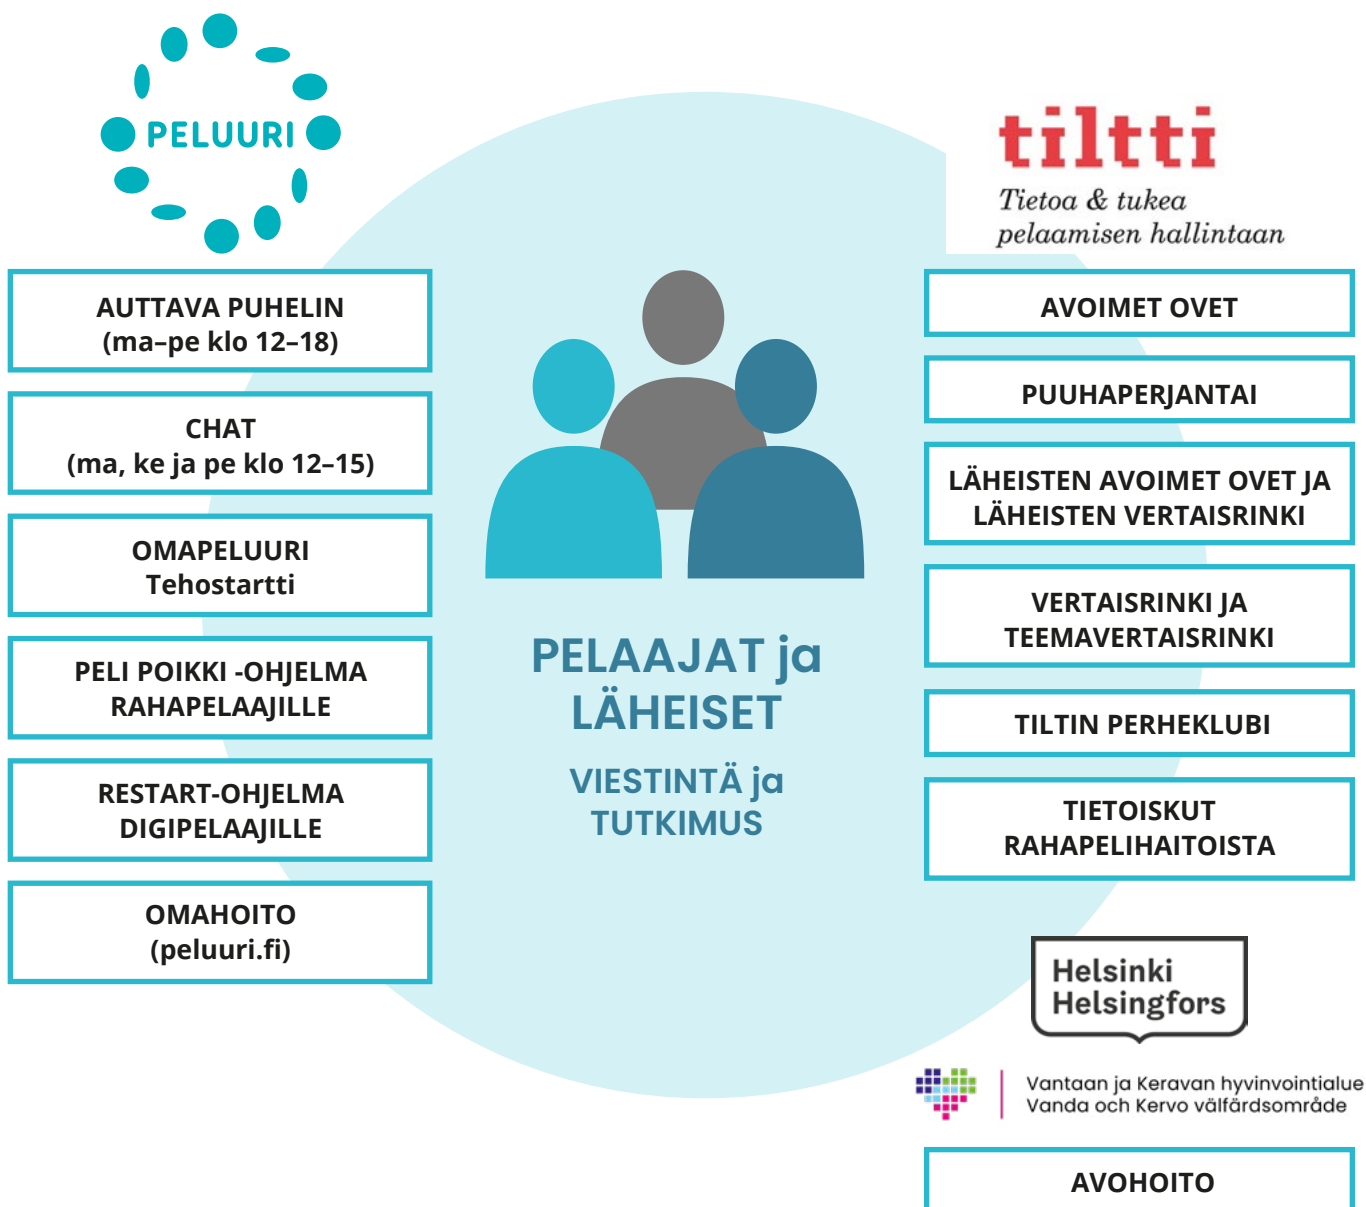 PELUURI
AUTTAVA PUHELIN
(ma–pe klo 12–18)
CHAT
(ma, ke ja pe klo 12–15)
OMAPELUURI
Tehostartti
PELI POIKKI -OHJELMA
RAHAPELAAJILLE
RESTART-OHJELMA
DIGIPELAAJILLE
OMAHOITO
(peluuri.fi)
PELAAJAT ja
LÄHEISET
VIESTINTÄ ja
TUTKIMUS
tiltti
Tietoa & tukea
pelaamisen hallintaan
AVOIMET OVET
PUUHAPERJANTAI
LÄHEISTEN AVOIMET OVET JA
LÄHEISTEN VERTAISRINKI
VERTAISRINKI JA
TEEMAVERTAISRINKI
TILTIN PERHEKLUBI
TIETOISKUT
RAHAPELIHAITOISTA
Helsinki
Helsingfors
Vantaan ja Keravan hyvinvointialue
Vanda och Kervo välfärdsområde
AVOHOITO